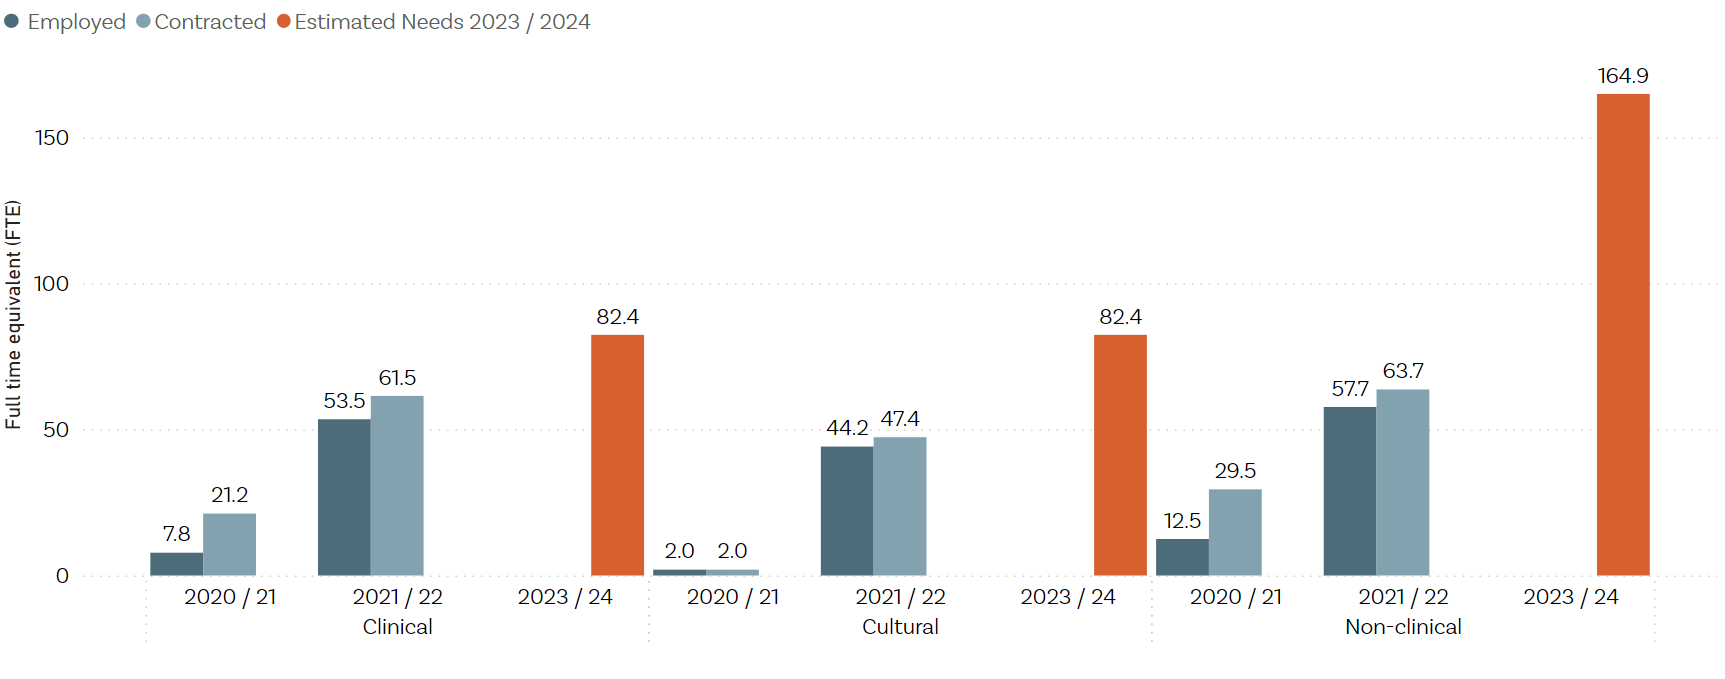 Employed Contracted Estimated Needs 2023 / 2024
Full time equivalent (FTE)
164.9
150
100
82.4 82.4
61.5 63.7
53.5 57.7
50 44.2 47.4
21.2 29.5
7.8 2.0 2.0 12.5
0
2020 / 21 2021 / 22 2023 / 24 2020 / 21 2021 / 22 2023 / 24 2020 / 21 2021 / 22 2023 / 24
Clinical Cultural Non-clinical